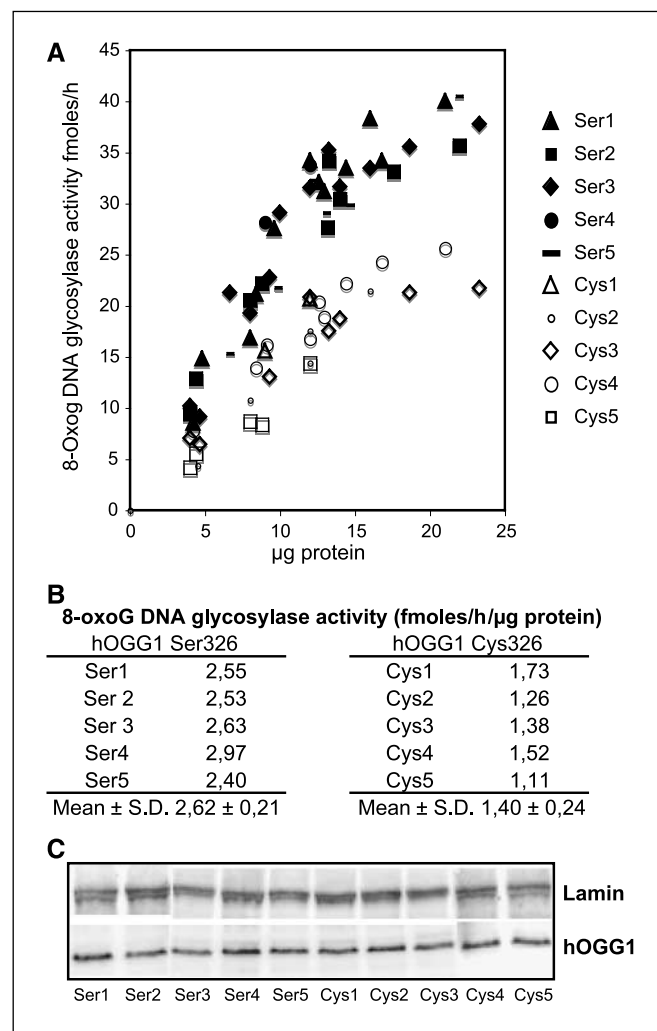 A
8-Oxog DNA glycosylase activity fmoles/h
45
40
35
30
25
20
15
10
5
0
0 5 10 15 20 25
µg protein
Ser1
Ser2
Ser3
Ser4
Ser5
Cys1
Cys2
Cys3
Cys4
Cys5
B
8-oxoG DNA glycosylase activity (fmoles/h/µg protein)
hOGG1 Ser326 hOGG1 Cys326
Ser1 2,55 Cys1 1,73
Ser 2 2,53 Cys2 1,26
Ser 3 2,63 Cys3 1,38
Ser4 2,97 Cys4 1,52
Ser5 2,40 Cys5 1,11
Mean ± S.D. 2,62 ± 0,21 Mean ± S.D. 1,40 ± 0,24
C
Lamin
hOGG1
Ser1 Ser2 Ser3 Ser4 Ser5 Cys1 Cys2 Cys3 Cys4 Cys5